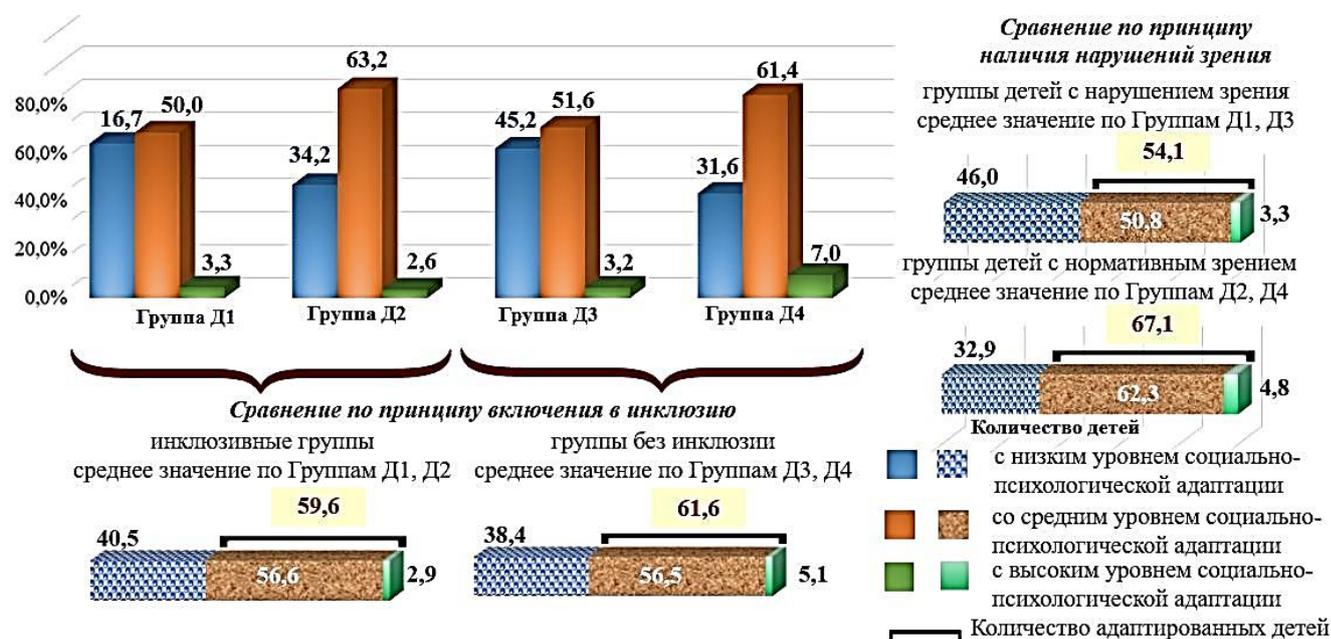 80,0%
60,0%
40,0%
20,0%
0,0%
16,7
50,0
3,3
34,2
63,2
2,6
45,2
51,6
3,2
31,6
61,4
7,0
Группа Д1
Группа Д2
Группа Д3
Группа Д4
Сравнение по принципу включения в инклюзию
инклюзивные группы
среднее значение по Группам Д1, Д2
59,6
40,5
56,6
2,9
группы без инклюзии
среднее значение по Группам Д3, Д4
61,6
38,4
56,5
5,1
Сравнение по принципу
наличия нарушений зрения
группы детей с нарушением зрения
среднее значение по Группам Д1, Д3
54,1
46,0
50,8
3,3
группы детей с нормативным зрением
среднее значение по Группам Д2, Д4
67,1
32,9
62,3
4,8
Количество детей
с низким уровнем социально-
психологической адаптации
со средним уровнем социально-
психологической адаптации
с высоким уровнем социально-
психологической адаптации
Количество адаптированных детей